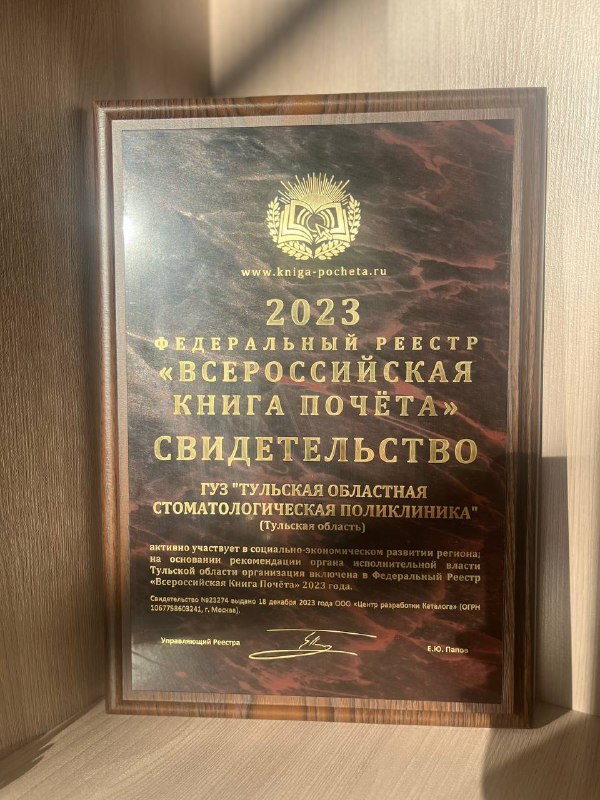 www.kniga-pocheta.ru
2023
ФЕДЕРАЛЬНЫЙ РЕЕСТР
«ВСЕРОССИЙСКАЯ
КНИГА ПОЧЁТА»
СВИДЕТЕЛЬСТВО
ГУЗ "ТУЛЬСКАЯ ОБЛАСТНАЯ
СТОМАТОЛОГИЧЕСКАЯ ПОЛИКЛИНИКА"
(Тульская область)
активно участвует в социально-экономическом развитии региона;
на основании рекомендации органа исполнительной власти
Тульской области организация включена в Федеральный Реестр
«Всероссийская Книга Почёта» 2023 года.
Свидетельство №23274 выдано 18 декабря 2023 года ООО «Центр разработки Каталога» (ОГРН
1067758603241, г. Москва).
Управляющий Реестра Е.Ю. Папов